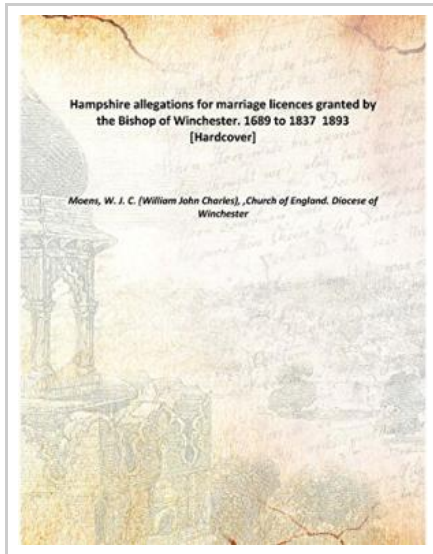 Hampshire allegations for marriage licences granted by
the Bishop of Winchester. 1689 to 1837 1893
[Hardcover]
Moens, W. J. C. (William John Charles), ,Church of England. Diocese of
Winchester